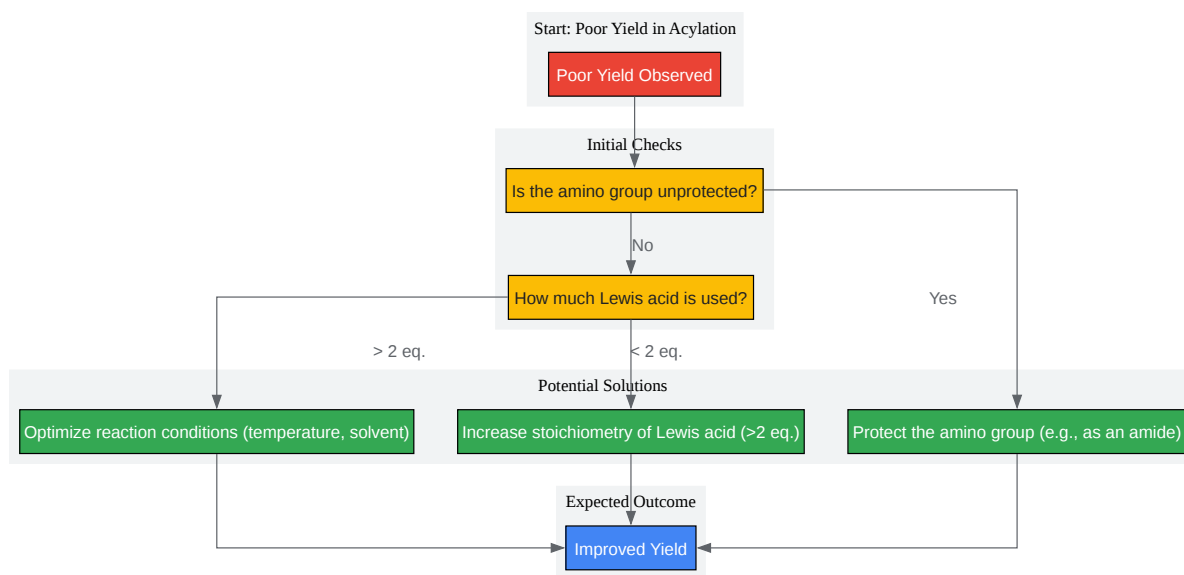 Start: Poor Yield in Acylation
Poor Yield Observed
Initial Checks
Is the amino group unprotected?
No
How much Lewis acid is used?
Yes
> 2 eq.
< 2 eq.
Potential Solutions
Optimize reaction conditions (temperature, solvent)
Increase stoichiometry of Lewis acid (>2 eq.)
Protect the amino group (e.g., as an amide)
Expected Outcome
Improved Yield